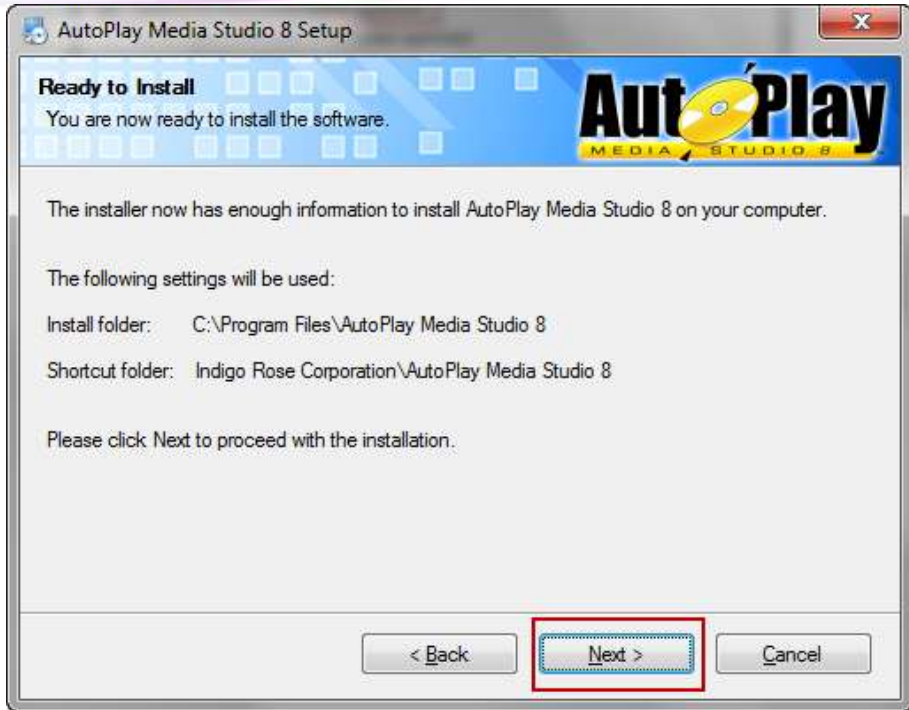 AutoPlay Media Studio 8 Setup
Ready to Install
You are now ready to install the software.
AutoPlay
MEDIA STUDIO 8
The installer now has enough information to install AutoPlay Media Studio 8 on your computer.
The following settings will be used:
Install folder: C:\Program Files\AutoPlay Media Studio 8
Shortcut folder: Indigo Rose Corporation\AutoPlay Media Studio 8
Please click Next to proceed with the installation.
< Back
Next >
Cancel